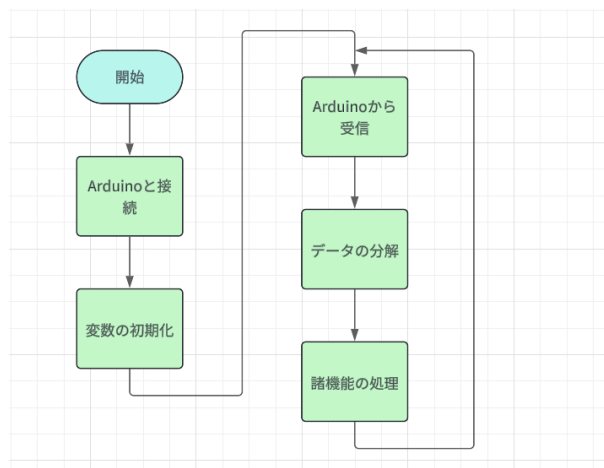 開始
Arduinoと接
続
変数の初期化
Arduinoから
受信
データの分解
諸機能の処理